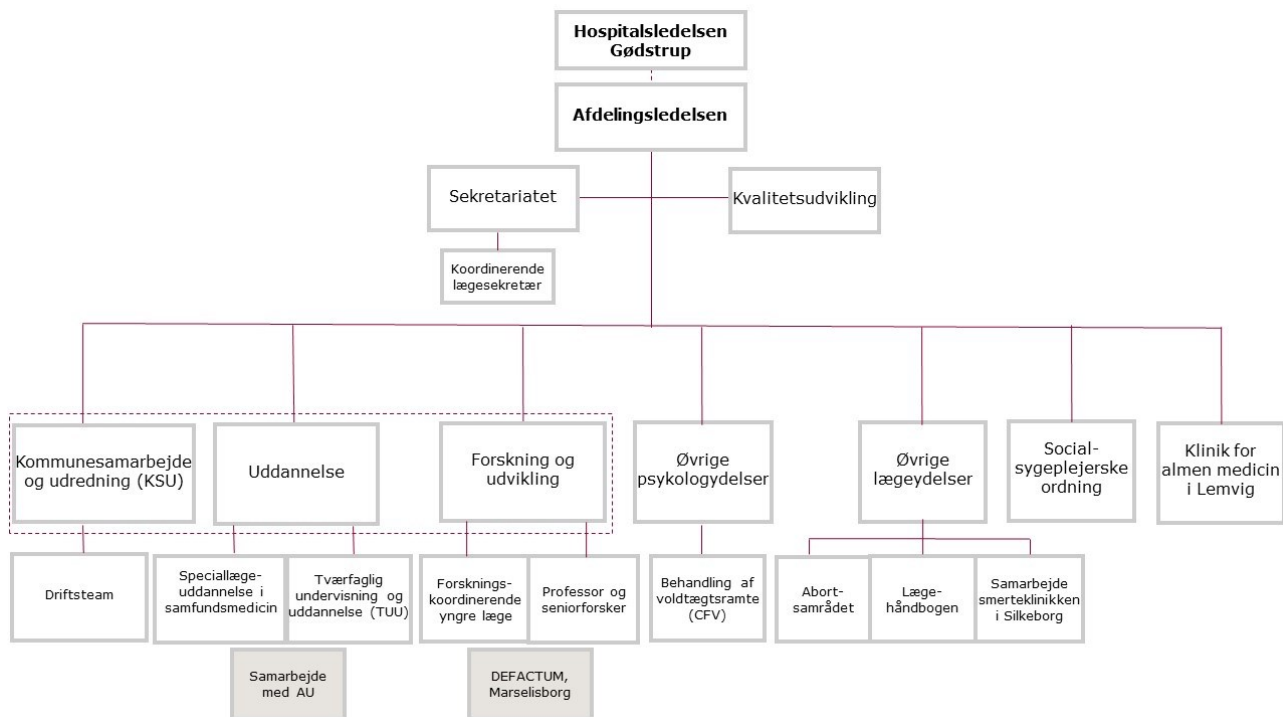 Hospitalsledelsen
Gødstrup
Afdelingsledelsen
Sekretariatet
Kvalitetsudvikling
Koordinerende
lægesekretær
Kommunesamarbejde
og udredning (KSU)
Uddannelse
Forskning og
udvikling
Øvrige
psykologydelser
Øvrige
lægeydelser
Social-
sygeplejerske
ordning
Klinik for
almen medicin
i Lemvig
Driftsteam
Speciallæge-
uddannelse i
samfundsmedicin
Tværfaglig
undervisning og
uddannelse (TUU)
Forsknings-
koordinerende
yngre læge
Professor og
seniorforsker
Behandling af
voldtægtsramte
(CFV)
Abort-
samrådet
Læge-
håndbogen
Samarbejde
smerteklinikken
i Silkeborg
Samarbejde
med AU
DEFACTUM,
Marselisborg